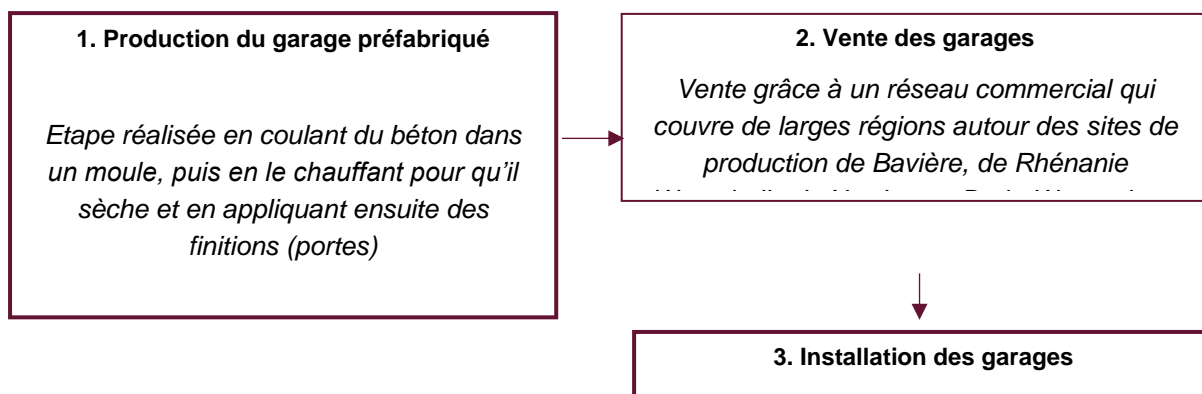 1. Production du garage préfabriqué
Etape réalisée en coulant du béton dans
un moule, puis en le chauffant pour qu’il
sèche et en appliquant ensuite des
finitions (portes)
2. Vente des garages
Vente grâce à un réseau commercial qui
couvre de larges régions autour des sites de
production de Bavière, de Rhénanie
3. Installation des garages